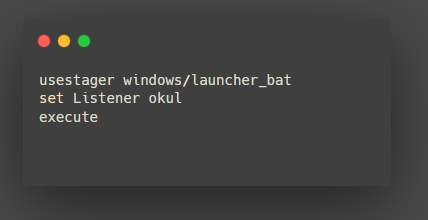 usestager windows/launcher_bat
set Listener okul
execute